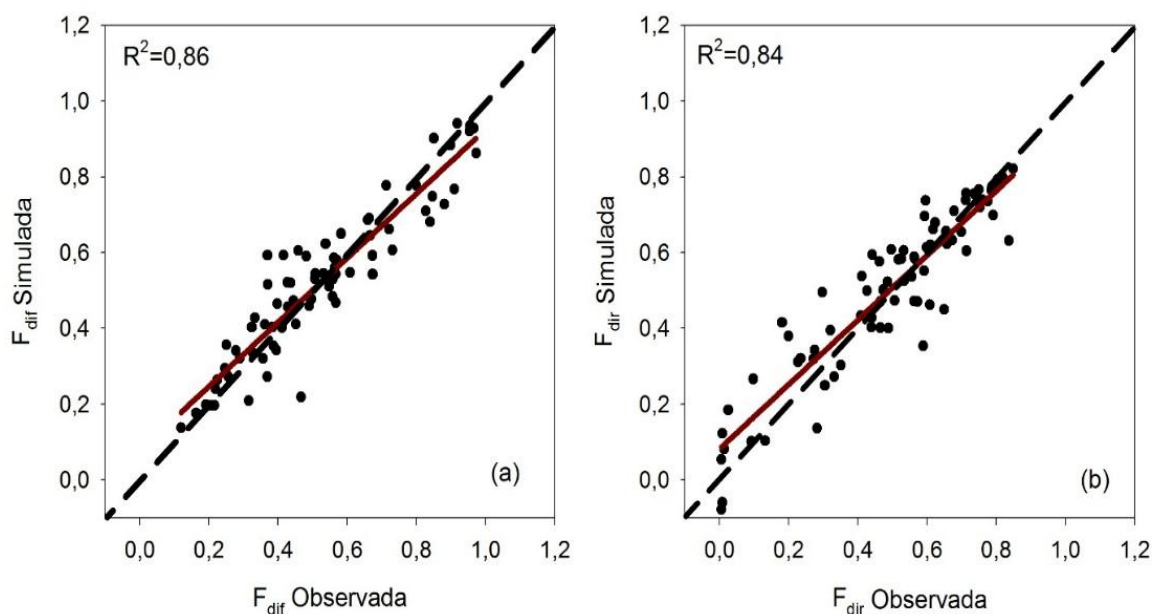 R²=0,86
1,2
1,0
0,8
0,6
0,4
0,2
0,0
F_dif Simulada
(a)
0,0 0,2 0,4 0,6 0,8 1,0 1,2
F_dif Observada
R²=0,84
1,2
1,0
0,8
0,6
0,4
0,2
0,0
F_dir Simulada
(b)
0,0 0,2 0,4 0,6 0,8 1,0 1,2
F_dir Observada